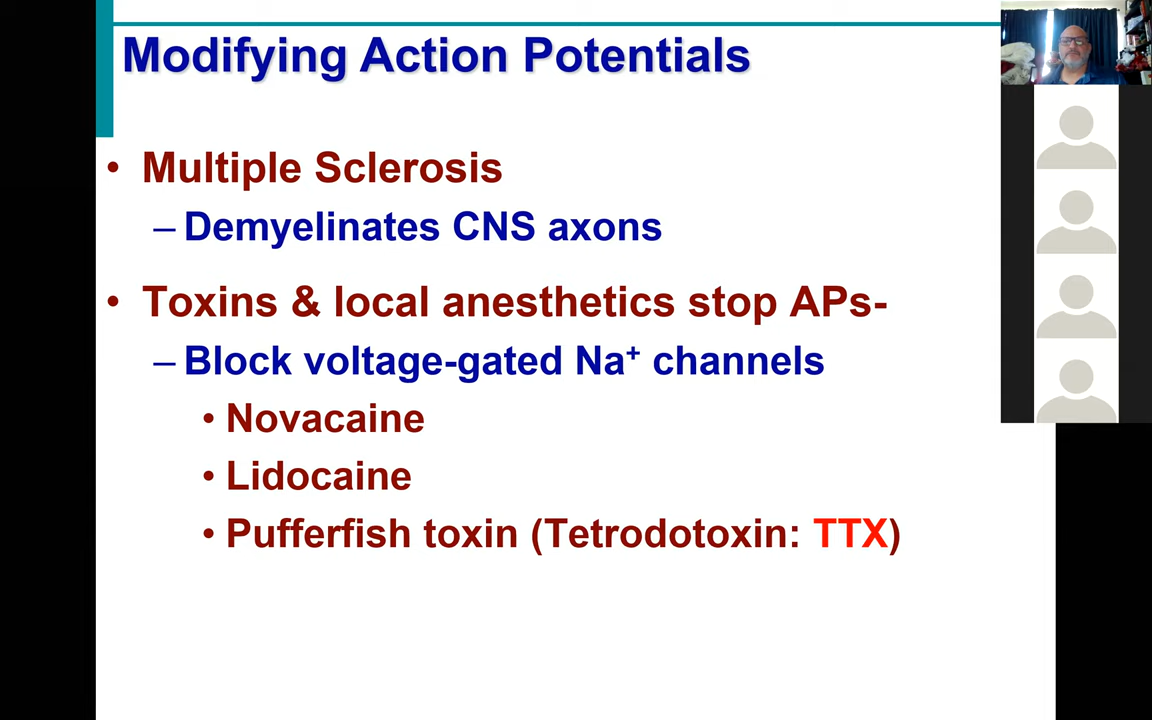 Modifying Action Potentials
• Multiple Sclerosis
– Demyelinates CNS axons
• Toxins & local anesthetics stop APs-
– Block voltage-gated Na⁺ channels
• Novacaine
• Lidocaine
• Pufferfish toxin (Tetrodotoxin: TTX)